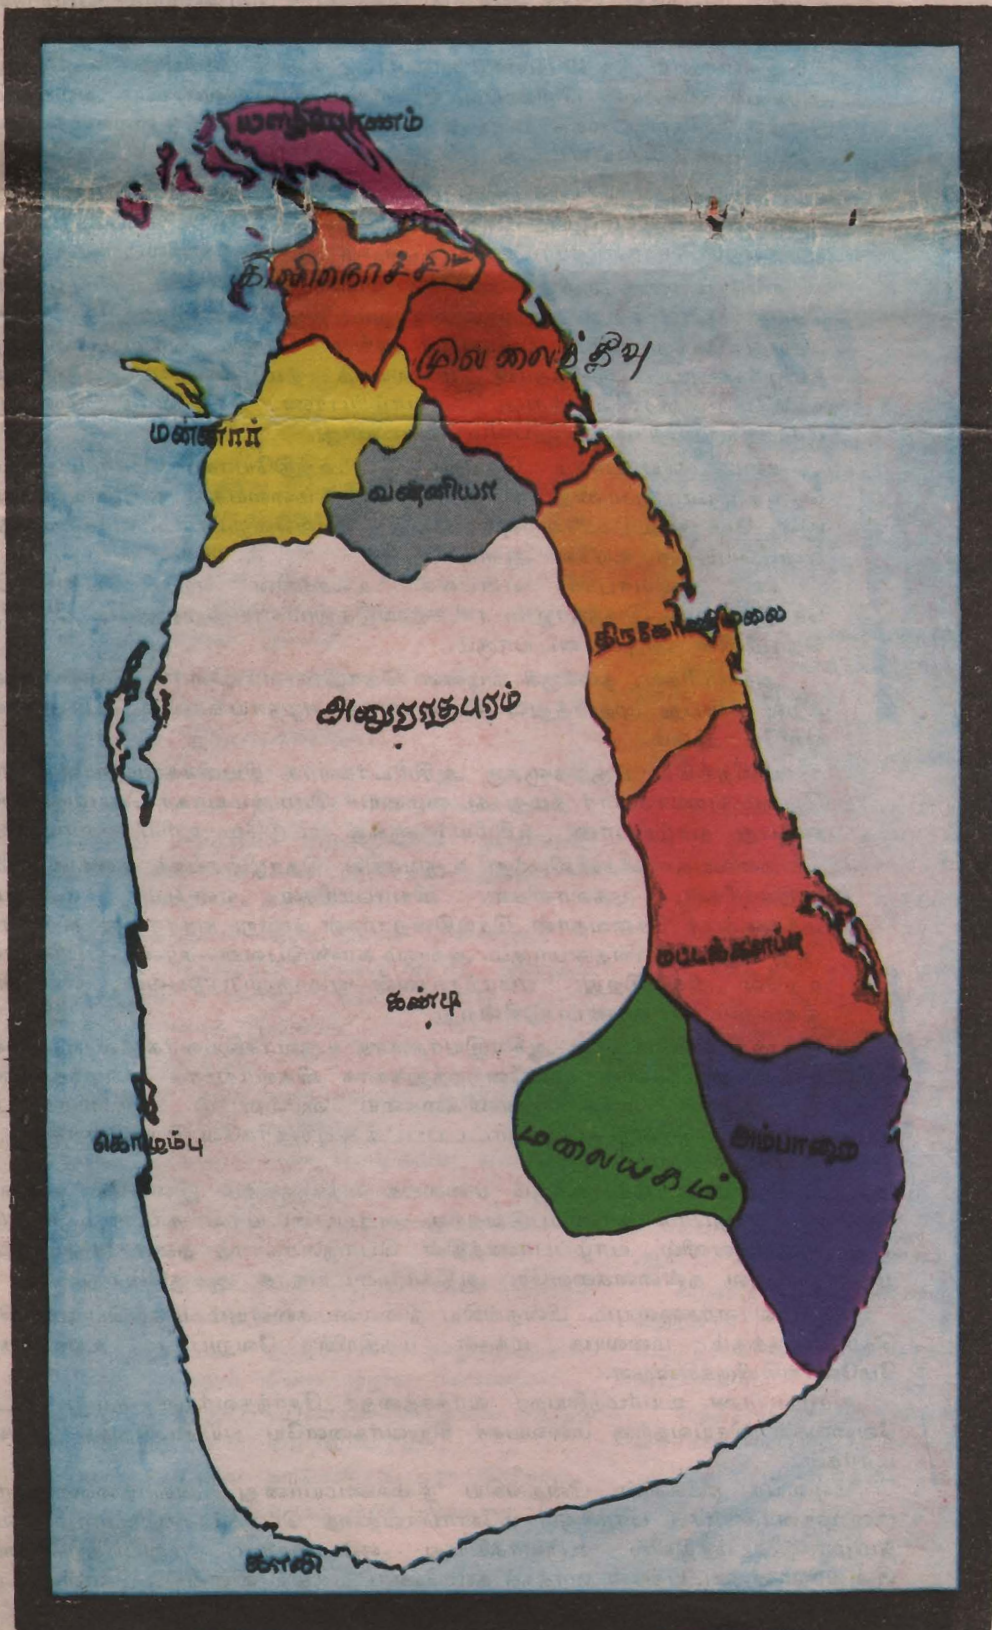 யாழ்ப்பாணம்
கிளிநொச்சி
முல்லைத்தீவு
மன்னார்
வவுனியா
திருகோணமலை
அனுராதபுரம்
மட்டக்களப்பு
கண்டி
கொழும்பு
மலையகம்
அம்பாறை
காலி